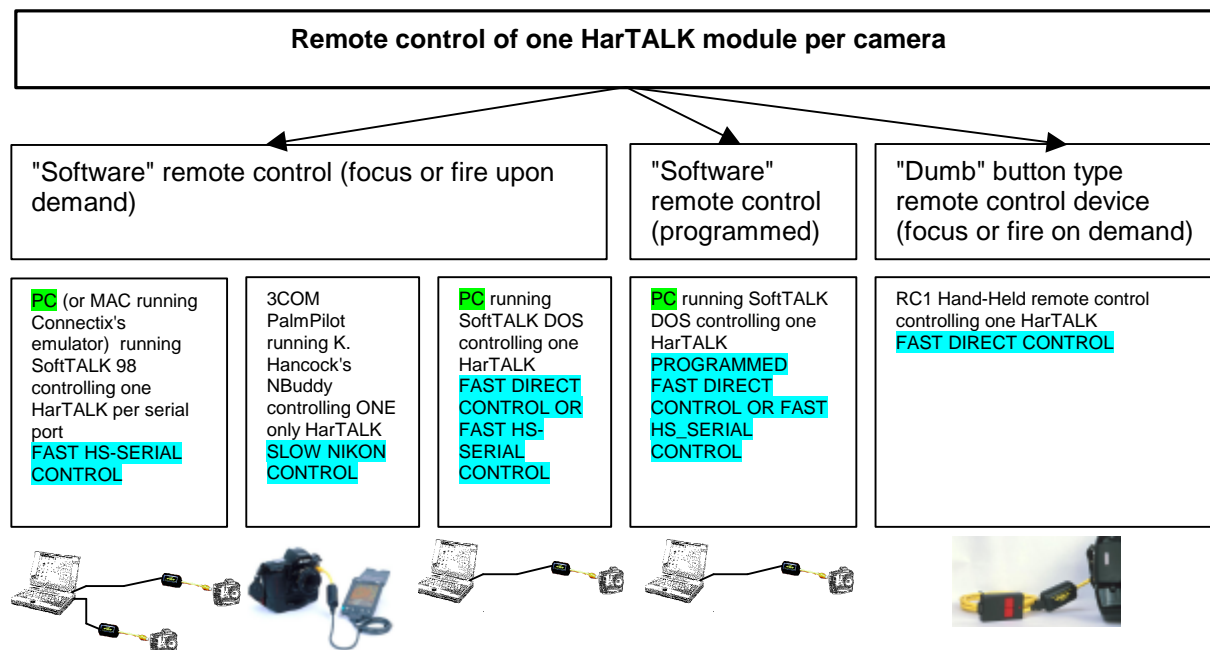 Remote control of one HarTALK module per camera
"Software" remote control (focus or fire upon
demand)
"Software"
remote control
(programmed)
"Dumb" button type
remote control device
(focus or fire on demand)
PC (or MAC running
Connectix's
emulator) running
SoftTALK 98
controlling one
HarTALK per serial
port
FAST HS-SERIAL
CONTROL
3COM
PalmPilot
running K.
Hancock's
NBuddy
controlling ONE
only HarTALK
SLOW NIKON
CONTROL
PC running
SoftTALK DOS
controlling one
HarTALK
FAST DIRECT
CONTROL OR
FAST HS-
SERIAL
CONTROL
PC running SoftTALK
DOS controlling one
HarTALK
PROGRAMMED
FAST DIRECT
CONTROL OR FAST
HS_SERIAL
CONTROL
RC1 Hand-Held remote control
controlling one HarTALK
FAST DIRECT CONTROL